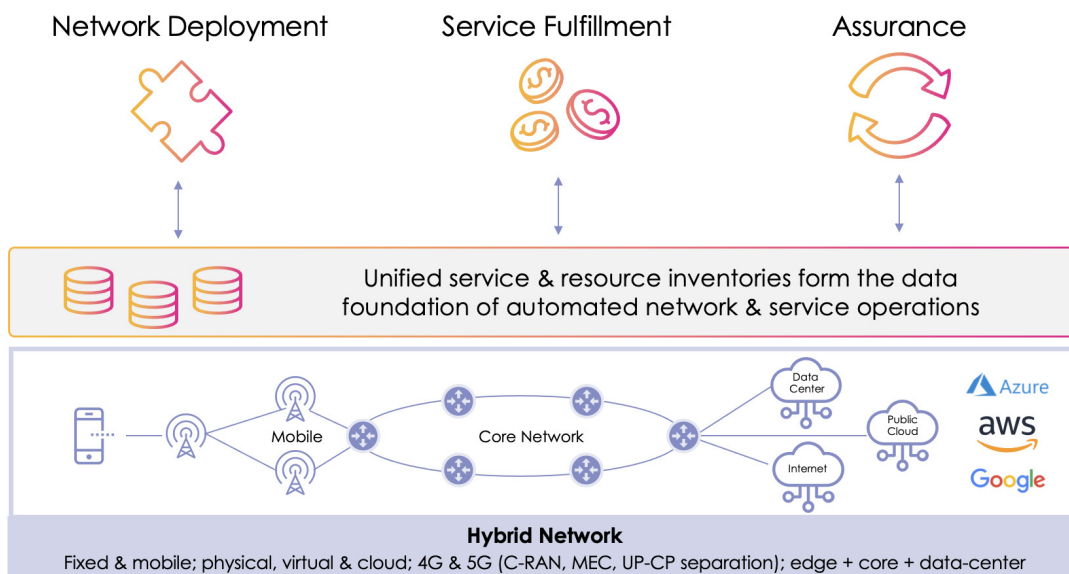 Network Deployment
Service Fulfillment
Assurance
Unified service & resource inventories form the data
foundation of automated network & service operations
Mobile
Core Network
Data
Center
Public
Cloud
Internet
Azure
aws
Google
Hybrid Network
Fixed & mobile; physical, virtual & cloud; 4G & 5G (C-RAN, MEC, UP-CP separation); edge + core + data-center